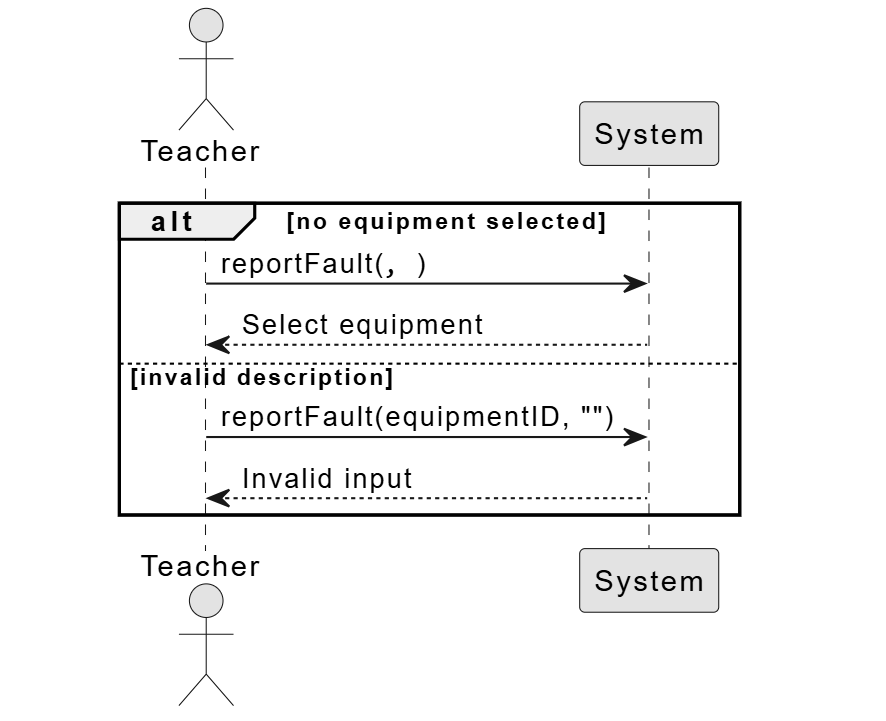 Teacher
System
alt [no equipment selected]
reportFault(, )
Select equipment
[invalid description]
reportFault(equipmentID, "")
Invalid input
Teacher
System